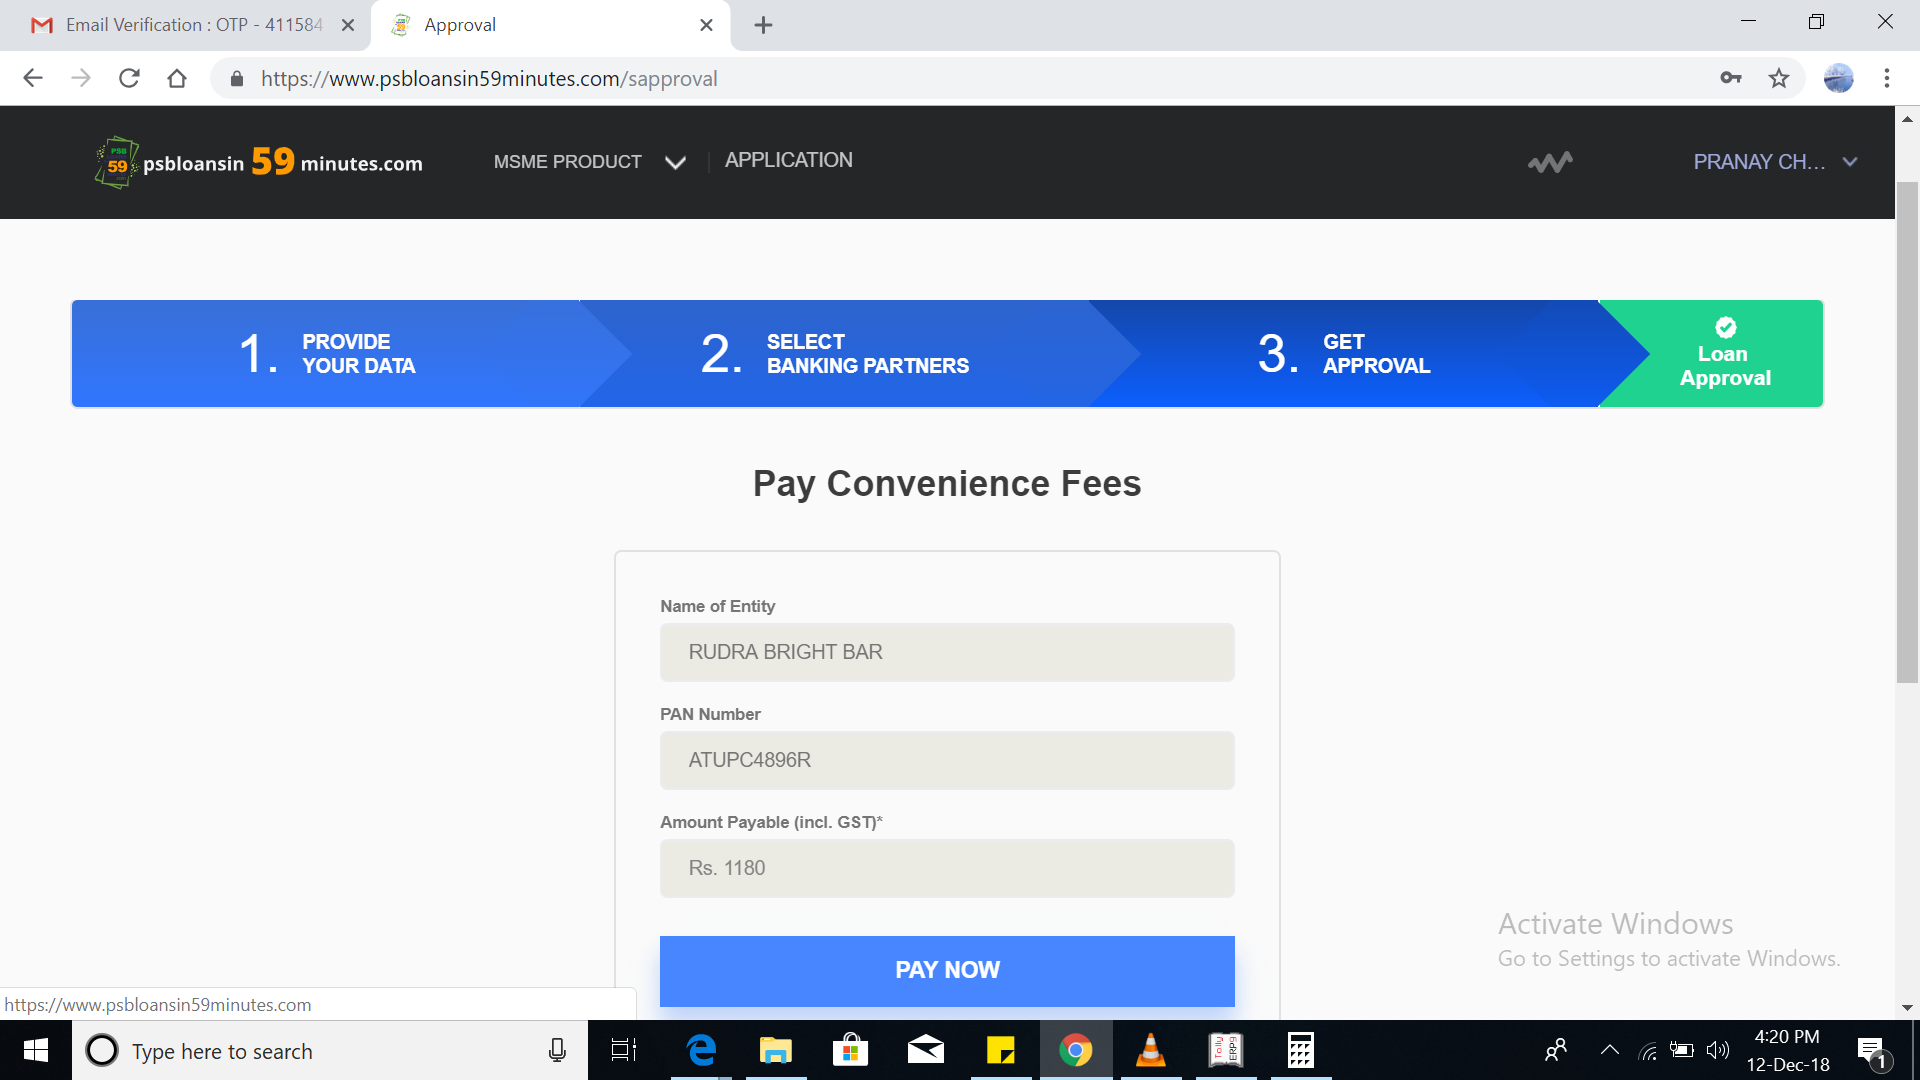 Email Verification : OTP - 411584
Approval
https://www.psbloansin59minutes.com/sapproval
PSB
59
psbloansin 59 minutes.com
MSME PRODUCT
APPLICATION
PRANAY CH...
1. PROVIDE
YOUR DATA
2. SELECT
BANKING PARTNERS
3. GET
APPROVAL
Loan
Approval
Pay Convenience Fees
Name of Entity
RUDRA BRIGHT BAR
PAN Number
ATUPC4896R
Amount Payable (incl. GST)*
Rs. 1180
PAY NOW
Activate Windows
Go to Settings to activate Windows.
https://www.psbloansin59minutes.com
Type here to search
Tally
ERP9
4:20 PM
12-Dec-18
1